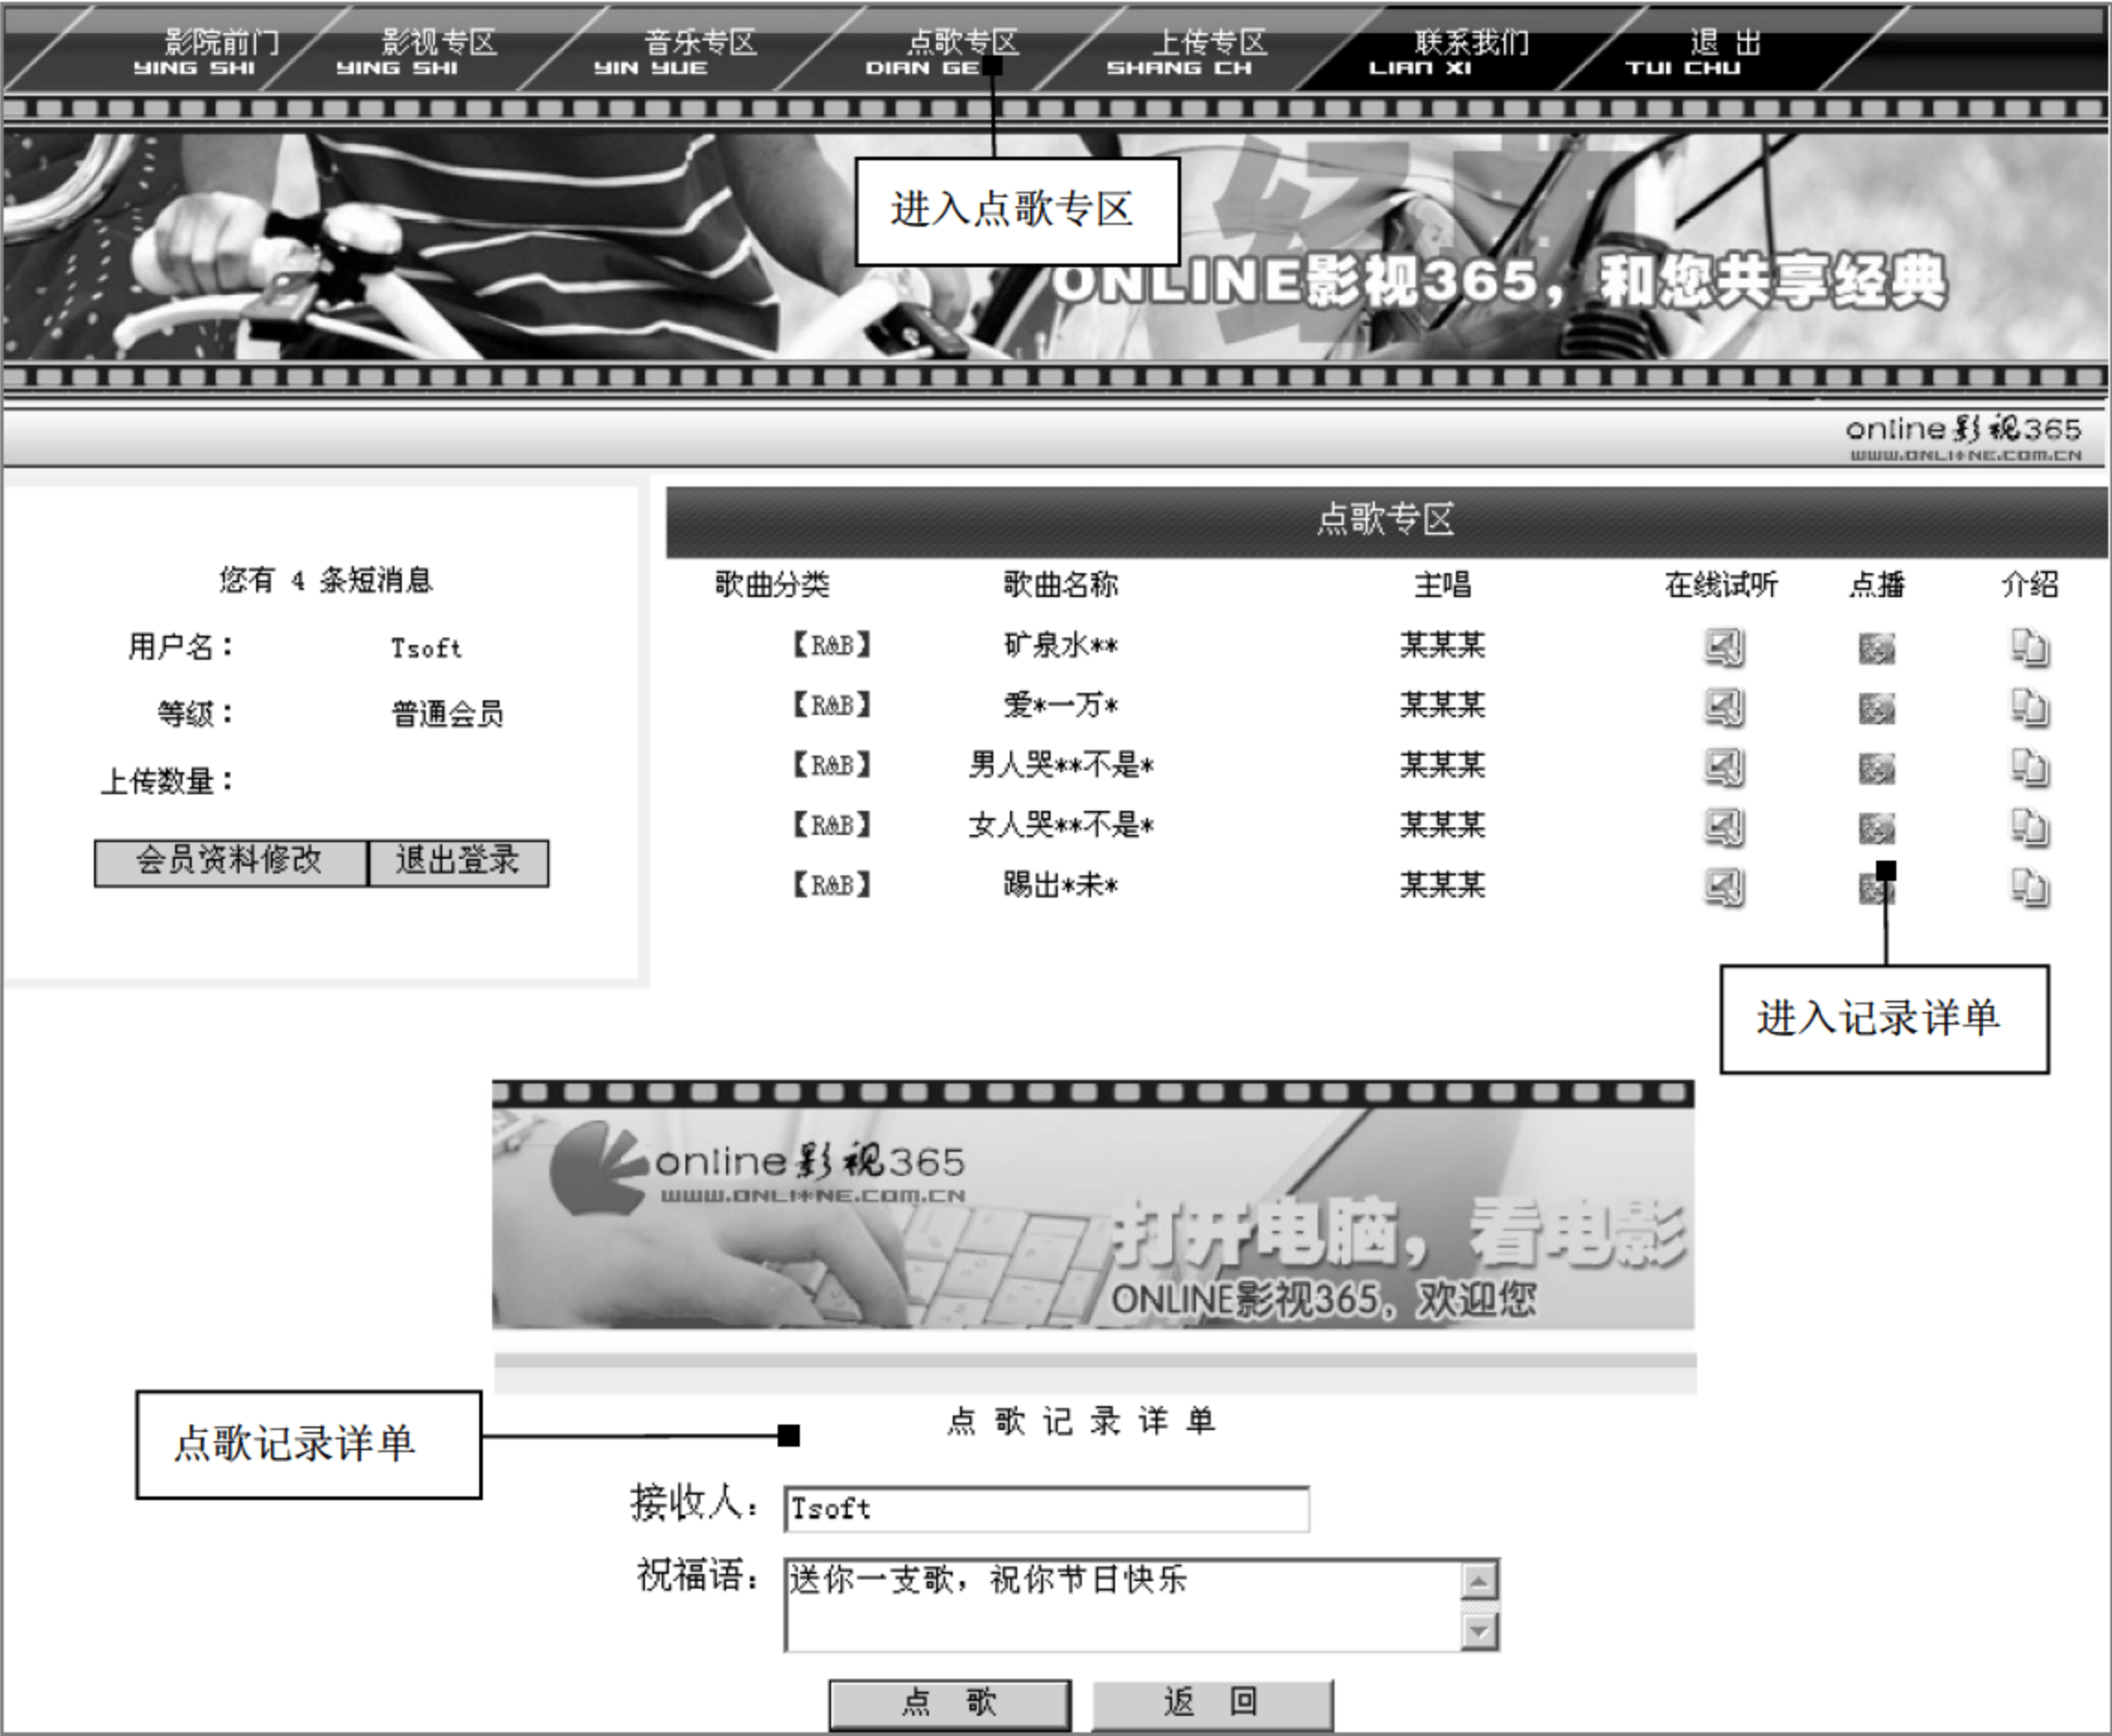 影院前门 影视专区 音乐专区 点歌专区 上传专区 联系我们 退 出
YING SHI YING SHI YIN YUE DIAN GE SHANG CH LIAN XI TUI CHU
进入点歌专区
经典
ONLINE影视365，和您共享经典
online影视365
WWW.ONLI*NE.COM.CN
点歌专区
您有 4 条短消息
用户名： Tsoft
等级： 普通会员
上传数量：
会员资料修改 退出登录
歌曲分类 歌曲名称 主唱 在线试听 点播 介绍
【R&B】 矿泉水** 某某某
【R&B】 爱*一万* 某某某
【R&B】 男人哭**不是* 某某某
【R&B】 女人哭**不是* 某某某
【R&B】 踢出*未* 某某某
进入记录详单
online影视365
WWW.ONLI*NE.COM.CN
打开电脑，看电影
ONLINE影视365，欢迎您
点歌记录详单
点歌记录详单
接收人： Tsoft
祝福语： 送你一支歌，祝你节日快乐
点 歌 返 回